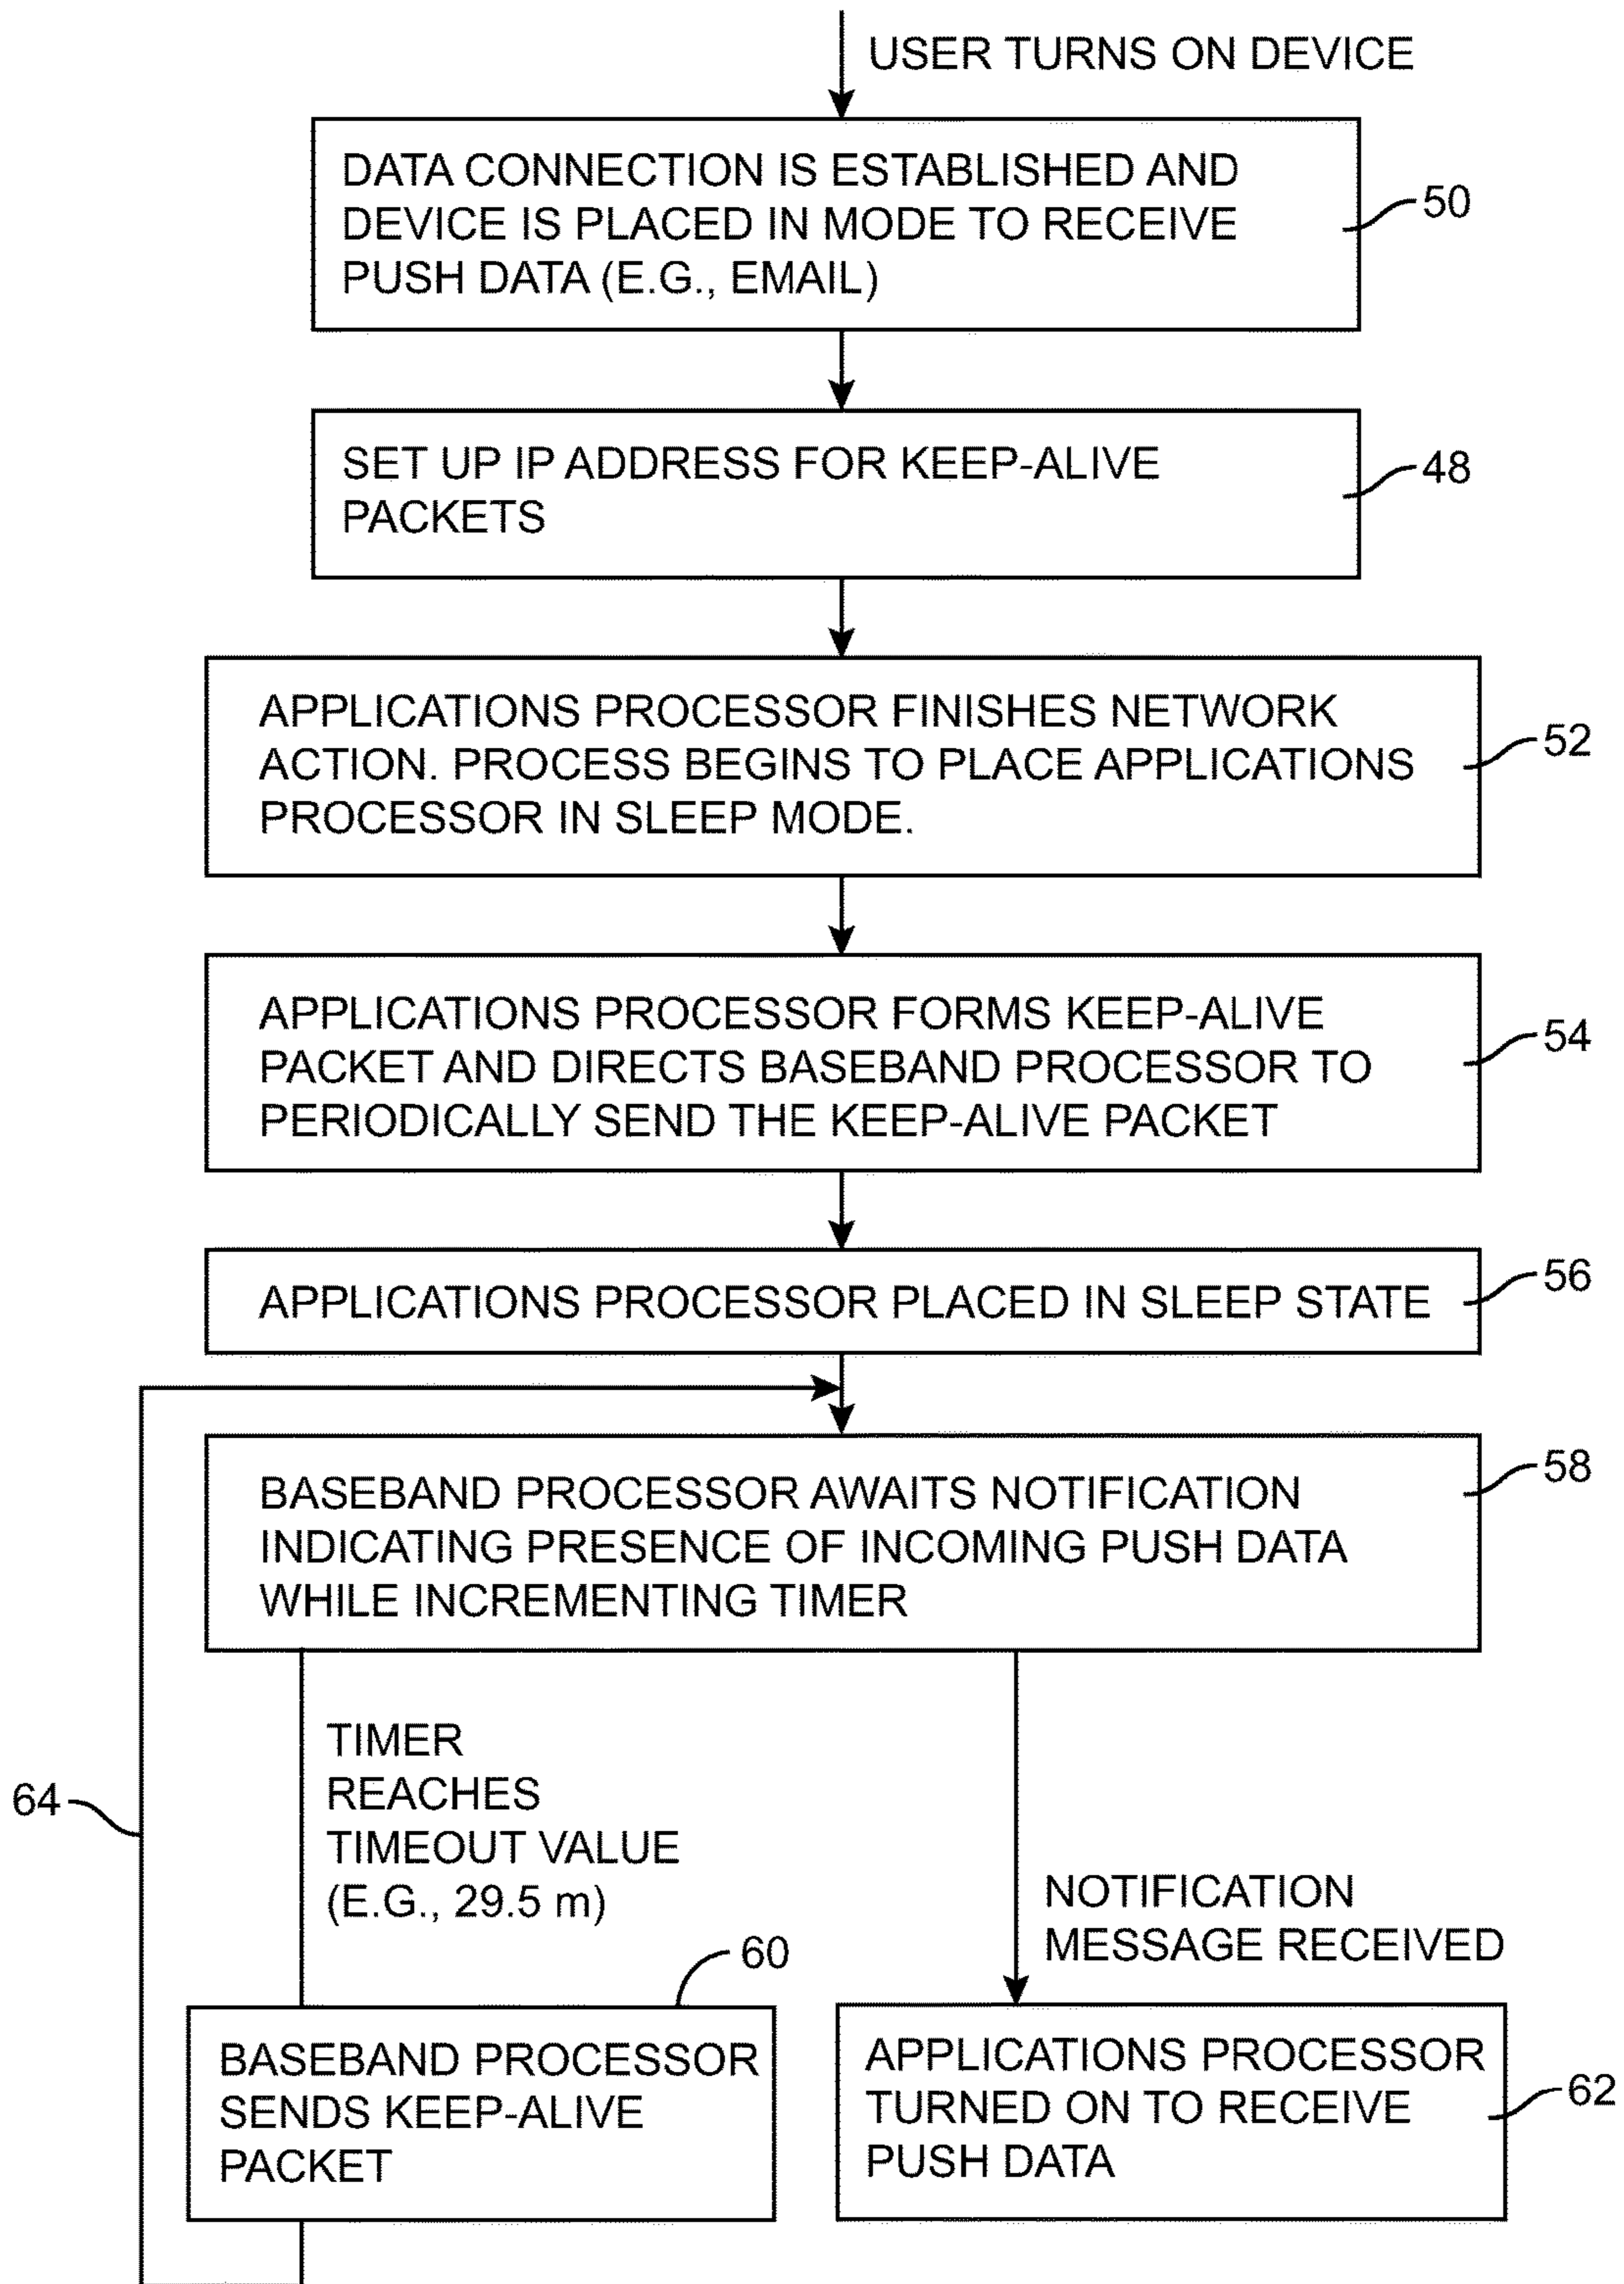 USER TURNS ON DEVICE
DATA CONNECTION IS ESTABLISHED AND
DEVICE IS PLACED IN MODE TO RECEIVE
PUSH DATA (E.G., EMAIL)
50
SET UP IP ADDRESS FOR KEEP-ALIVE
PACKETS
48
APPLICATIONS PROCESSOR FINISHES NETWORK
ACTION. PROCESS BEGINS TO PLACE APPLICATIONS
PROCESSOR IN SLEEP MODE.
52
APPLICATIONS PROCESSOR FORMS KEEP-ALIVE
PACKET AND DIRECTS BASEBAND PROCESSOR TO
PERIODICALLY SEND THE KEEP-ALIVE PACKET
54
APPLICATIONS PROCESSOR PLACED IN SLEEP STATE
56
BASEBAND PROCESSOR AWAITS NOTIFICATION
INDICATING PRESENCE OF INCOMING PUSH DATA
WHILE INCREMENTING TIMER
58
64
TIMER
REACHES
TIMEOUT VALUE
(E.G., 29.5 m)
NOTIFICATION
MESSAGE RECEIVED
60
BASEBAND PROCESSOR
SENDS KEEP-ALIVE
PACKET
APPLICATIONS PROCESSOR
TURNED ON TO RECEIVE
PUSH DATA
62